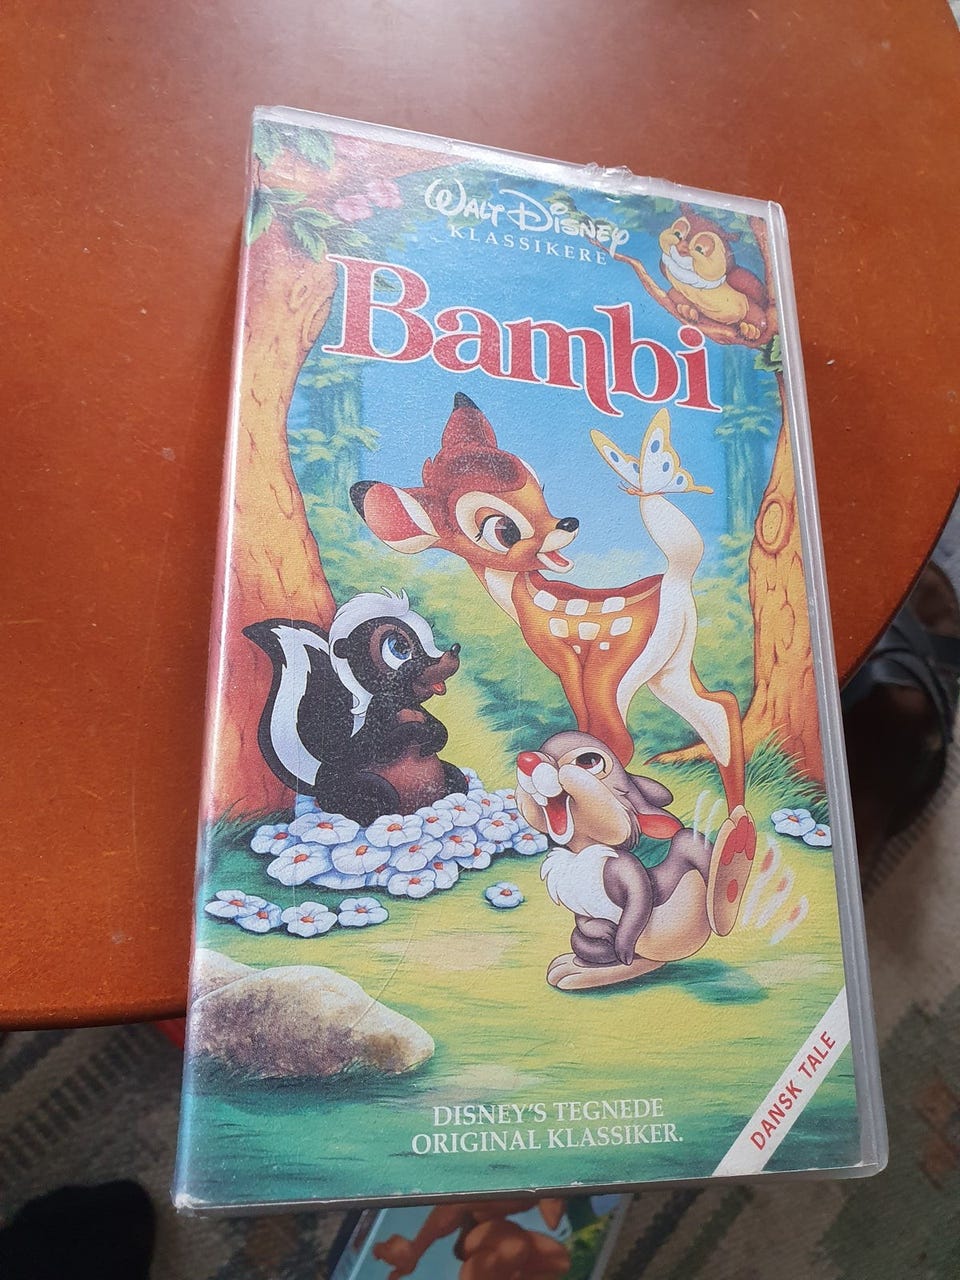 WALT DISNEY
KLASSIKERE
Bambi
DISNEY'S TEGNEDE
ORIGINAL KLASSIKER.
DANSK TALE